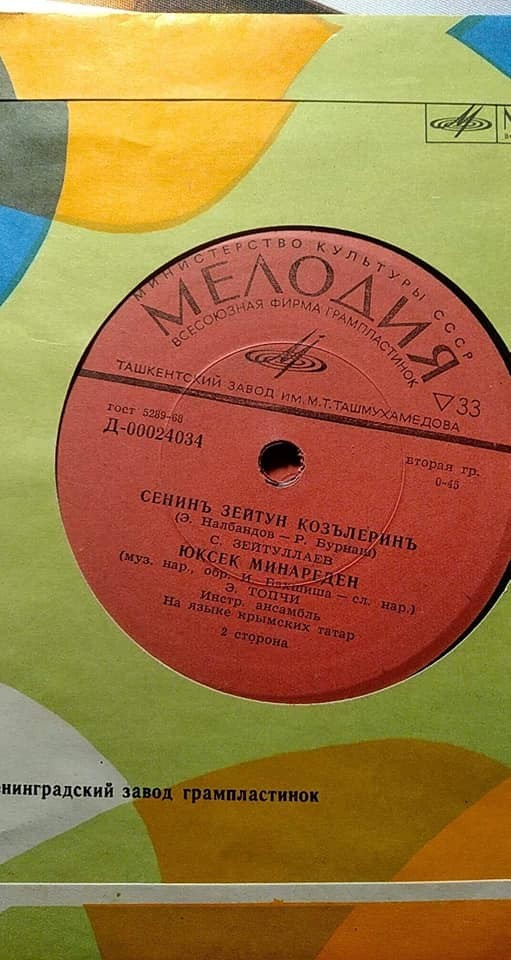 МИНИСТЕРСТВО КУЛЬТУРЫ СССР
МЕЛОДИЯ
ВСЕСОЮЗНАЯ ФИРМА ГРАМПЛАСТИНОК
ТАШКЕНТСКИЙ ЗАВОД ИМ. М.Т.ТАШМУХАМЕДОВА
▽33
гост 5289-68
Д-00024034
вторая гр.
0-45
СЕНИНЪ ЗЕЙТУН КОЗЪЛЕРИНЪ
(Э. Налбандов — Р. Бурнаш)
С. ЗЕЙТУЛЛАЕВ
ЮКСЕК МИНАРЕДЕН
(муз. нар., обр. И. Бахшиша — сл. нар.)
Э. ТОПЧИ
Инстр. ансамбль
На языке крымских татар
2 сторона
нинградский завод грампластинок